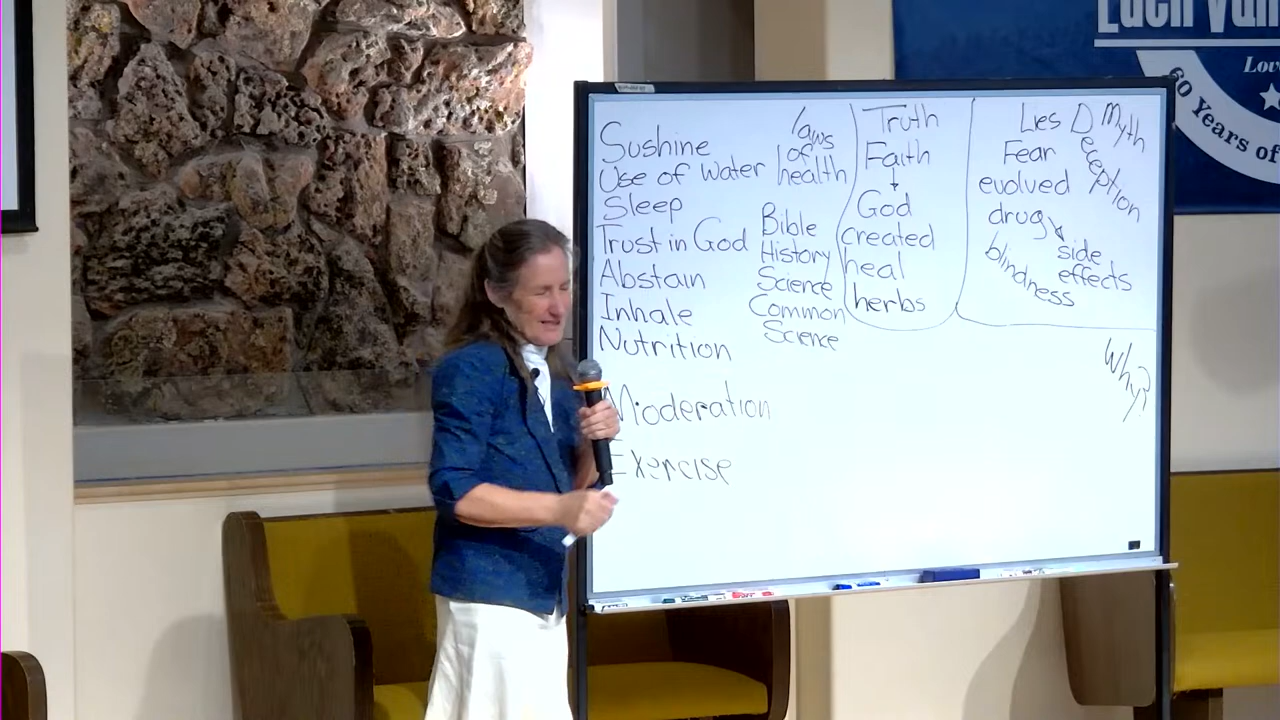 Sushine
Use of water
Sleep
Trust in God
Abstain
Inhale
Nutrition
Moderation
Exercise
laws
of
health
Bible
History
Science
Common
Science
Truth
Faith
God
created
heal
herbs
Lies
Deception
Myth
Fear
evolved
drug
side
effects
blindness
Why?
60 Years of